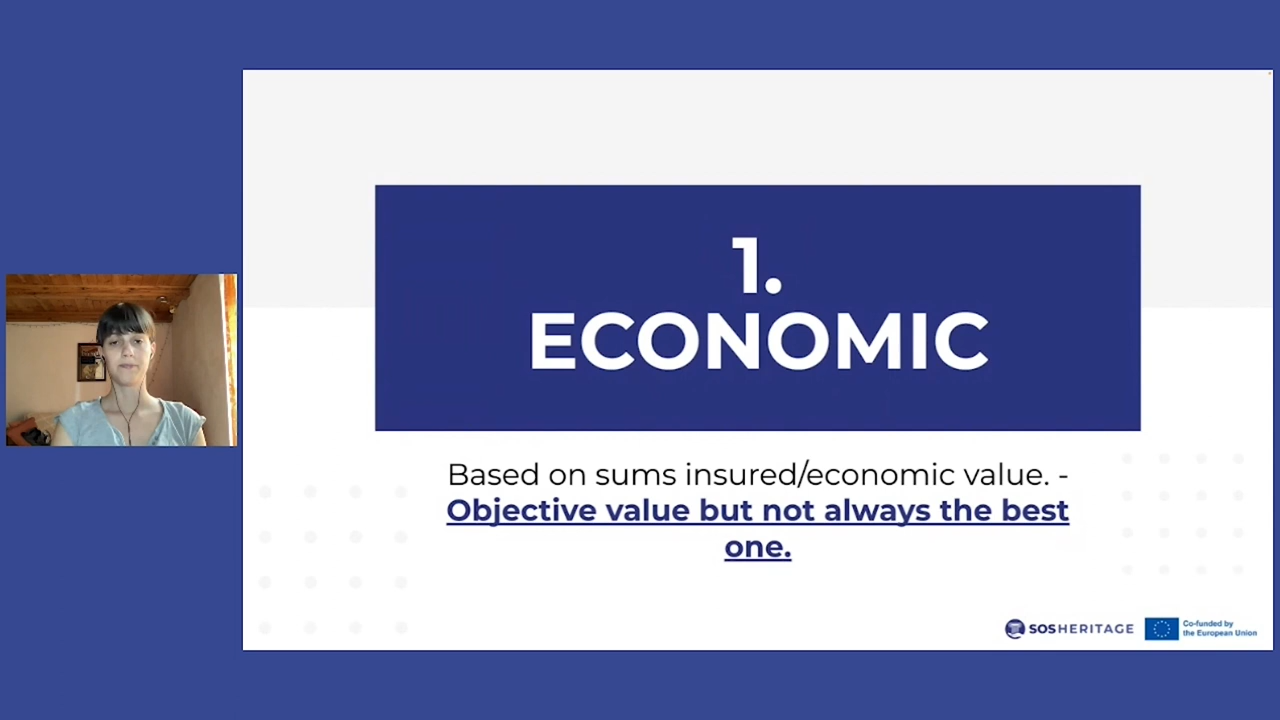 1.
ECONOMIC
Based on sums insured/economic value. -
Objective value but not always the best
one.
SOSHERITAGE
Co-funded by
the European Union